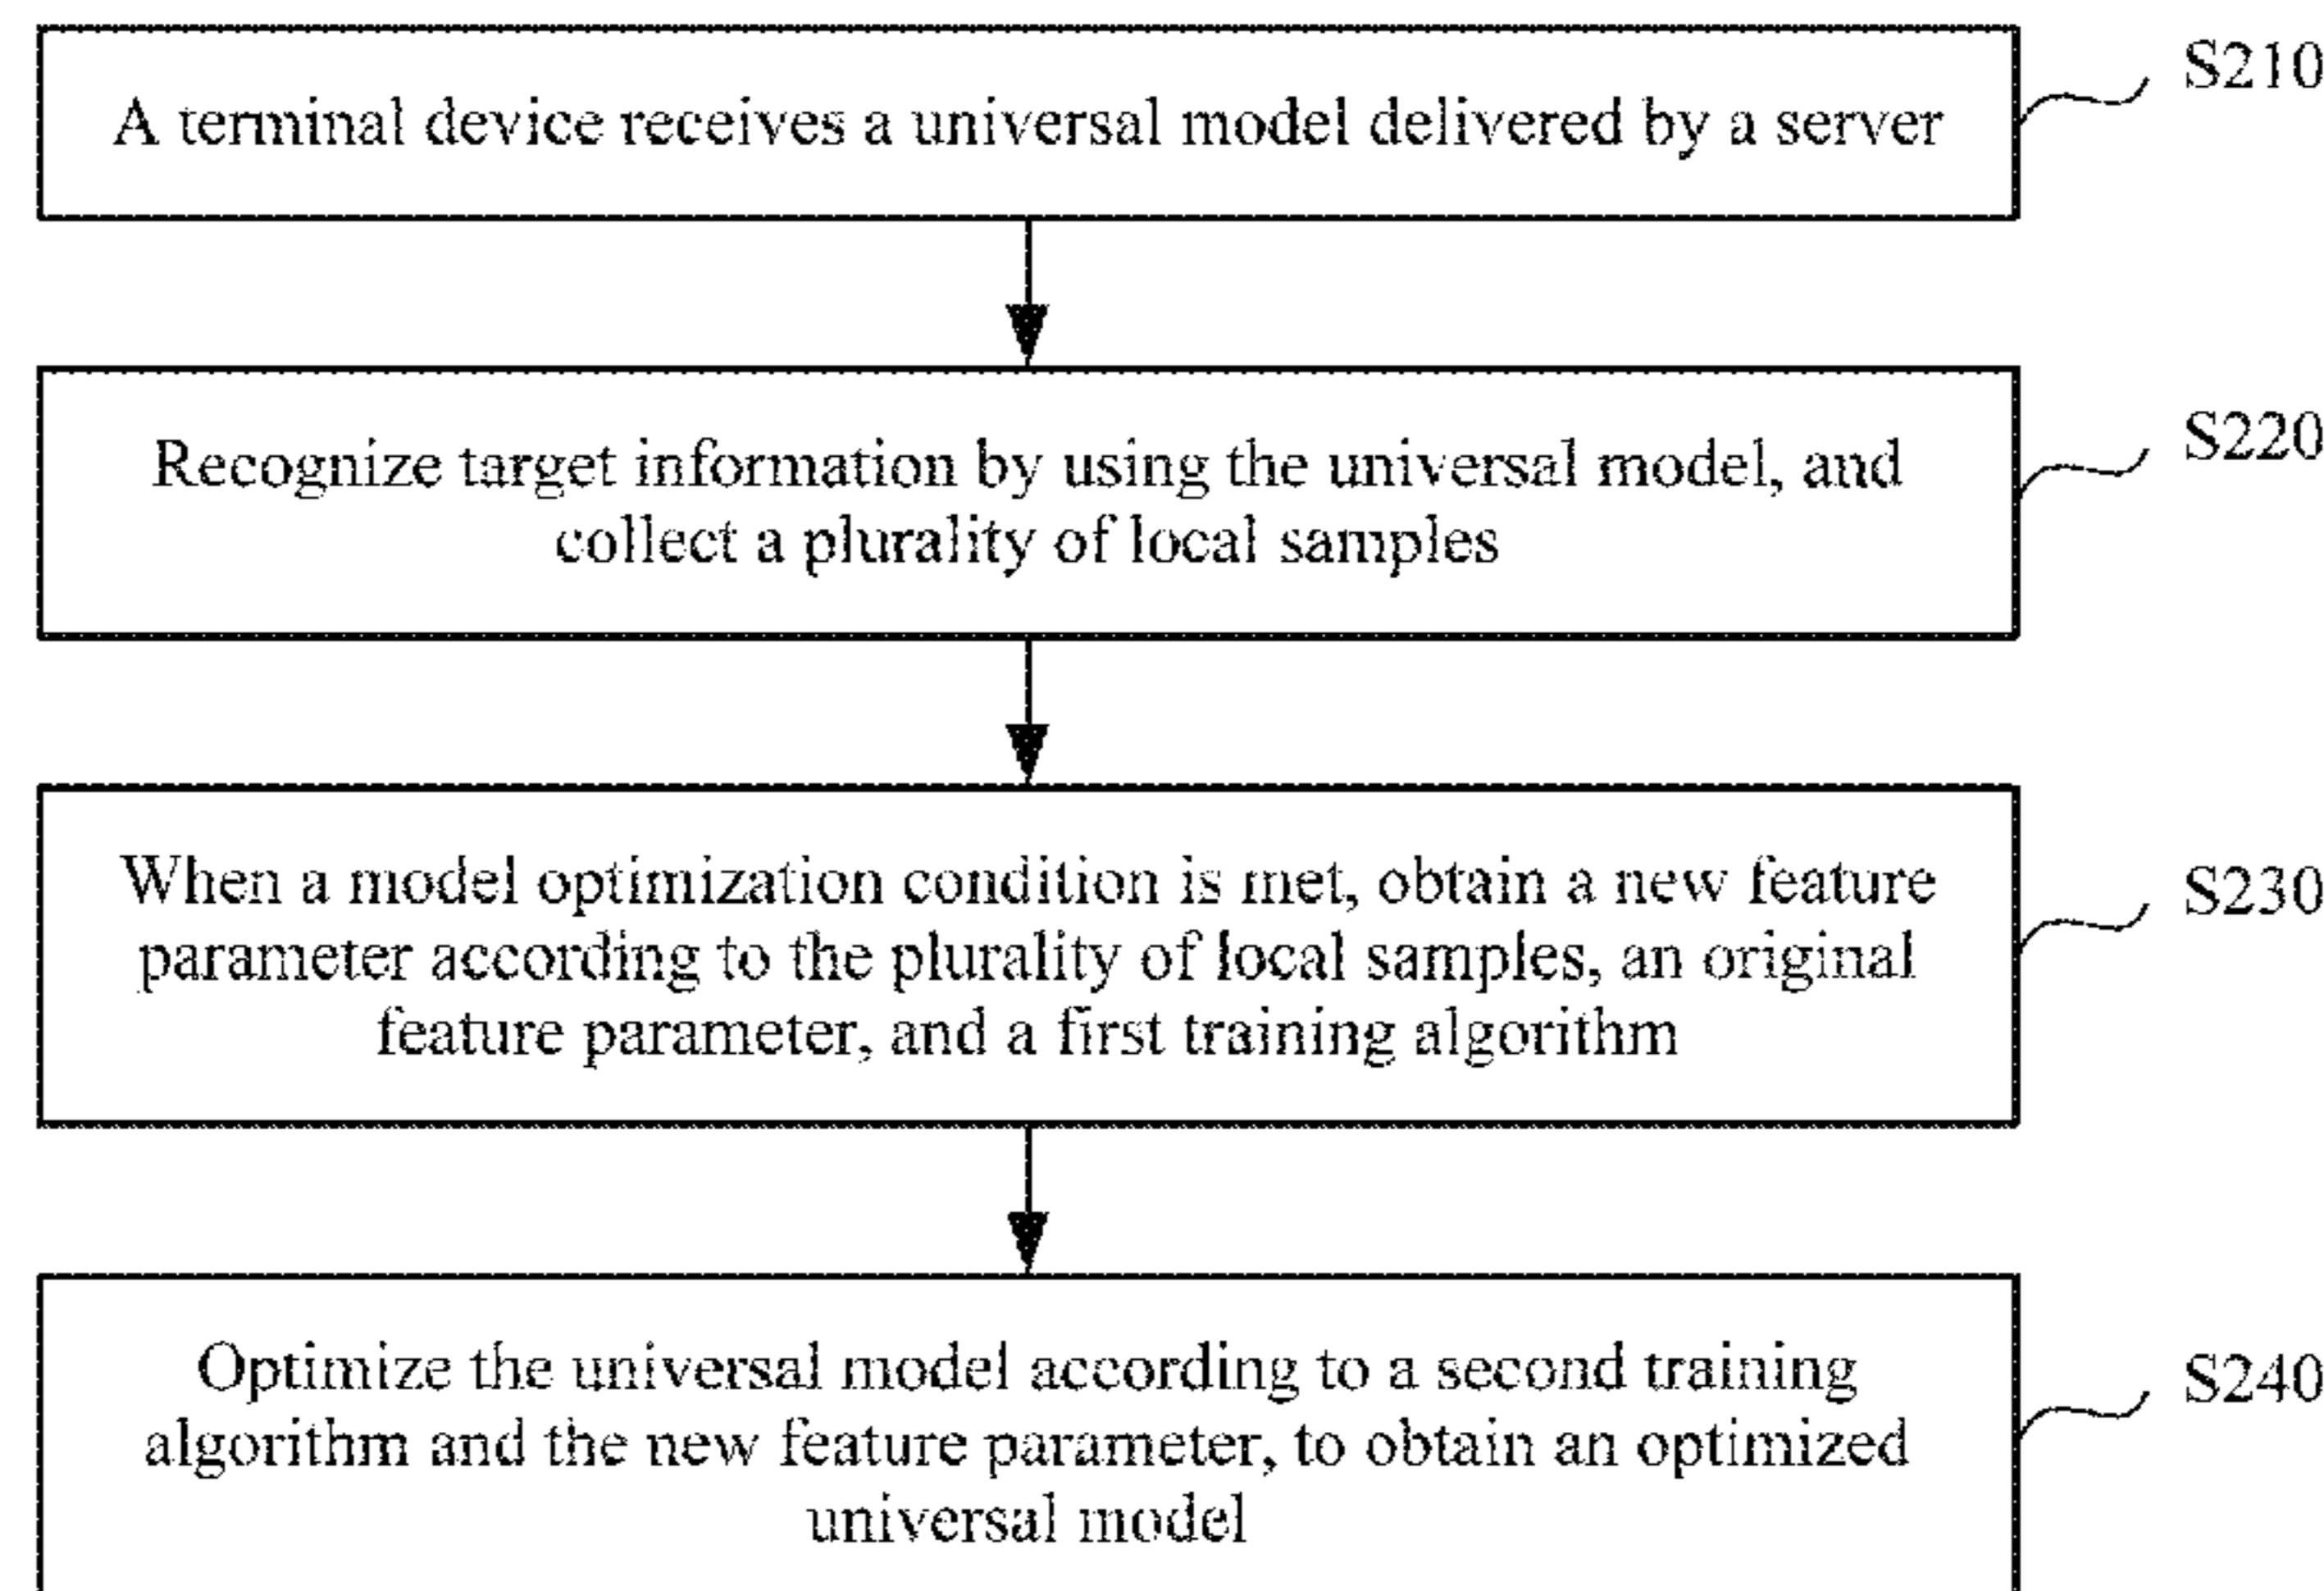 A terminal device receives a universal model delivered by a server
S210
Recognize target information by using the universal model, and
collect a plurality of local samples
S220
When a model optimization condition is met, obtain a new feature
parameter according to the plurality of local samples, an original
feature parameter, and a first training algorithm
S230
Optimize the universal model according to a second training
algorithm and the new feature parameter, to obtain an optimized
universal model
S240